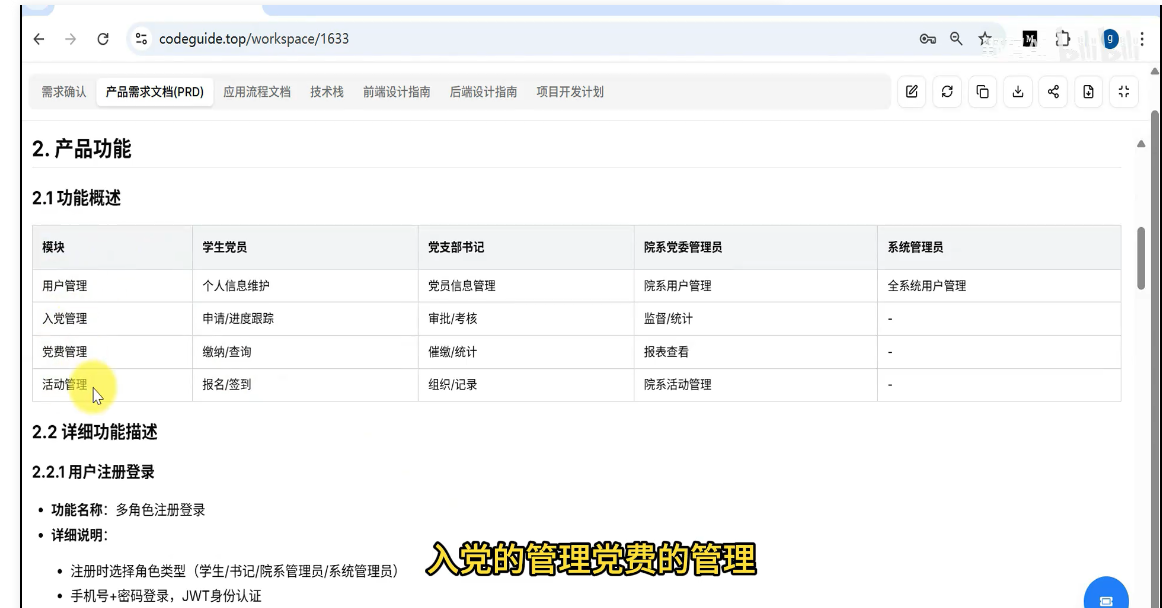 codeguide.top/workspace/1633
M g
bilibili
需求确认 产品需求文档(PRD) 应用流程文档 技术栈 前端设计指南 后端设计指南 项目开发计划
2. 产品功能
2.1 功能概述
模块 学生党员 党支部书记 院系党委管理员 系统管理员
用户管理 个人信息维护 党员信息管理 院系用户管理 全系统用户管理
入党管理 申请/进度跟踪 审批/考核 监督/统计 -
党费管理 缴纳/查询 催缴/统计 报表查看 -
活动管理 报名/签到 组织/记录 院系活动管理 -
2.2 详细功能描述
2.2.1 用户注册登录
• 功能名称：多角色注册登录
• 详细说明：
• 注册时选择角色类型（学生/书记/院系管理员/系统管理员）
• 手机号+密码登录，JWT身份认证
入党的管理党费的管理